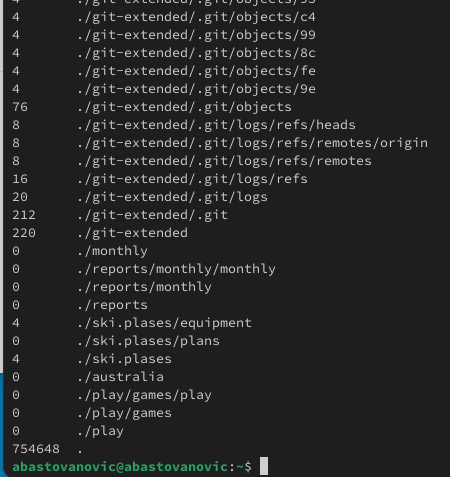 4 ./git-extended/.git/objects/c4
4 ./git-extended/.git/objects/99
4 ./git-extended/.git/objects/8c
4 ./git-extended/.git/objects/fe
4 ./git-extended/.git/objects/9e
76 ./git-extended/.git/objects
8 ./git-extended/.git/logs/refs/heads
8 ./git-extended/.git/logs/refs/remotes/origin
8 ./git-extended/.git/logs/refs/remotes
16 ./git-extended/.git/logs/refs
20 ./git-extended/.git/logs
212 ./git-extended/.git
220 ./git-extended
0 ./monthly
0 ./reports/monthly/monthly
0 ./reports/monthly
0 ./reports
4 ./ski.plases/equipment
0 ./ski.plases/plans
4 ./ski.plases
0 ./australia
0 ./play/games/play
0 ./play/games
0 ./play
754648 .
abastovanovic@abastovanovic:~$